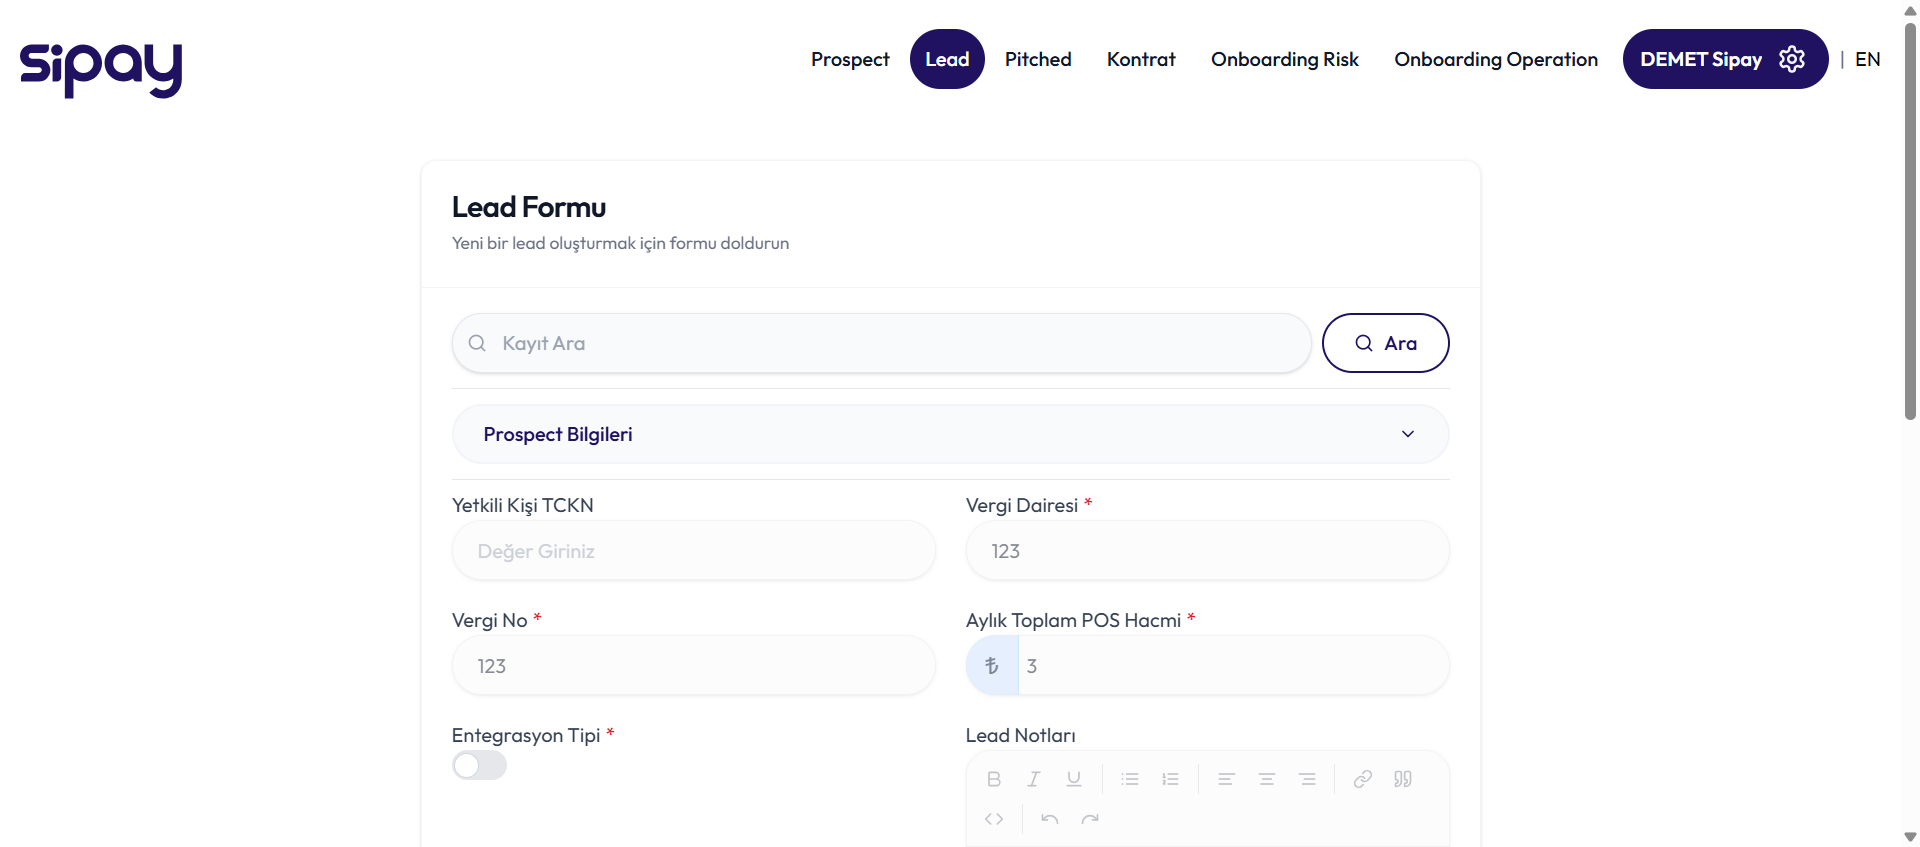 sipay
Prospect Lead Pitched Kontrat Onboarding Risk Onboarding Operation DEMET Sipay | EN
Lead Formu
Yeni bir lead oluşturmak için formu doldurun
Kayıt Ara Ara
Prospect Bilgileri
Yetkili Kişi TCKN Vergi Dairesi *
Değer Giriniz 123
Vergi No * Aylık Toplam POS Hacmi *
123 ₺ 3
Entegrasyon Tipi * Lead Notları